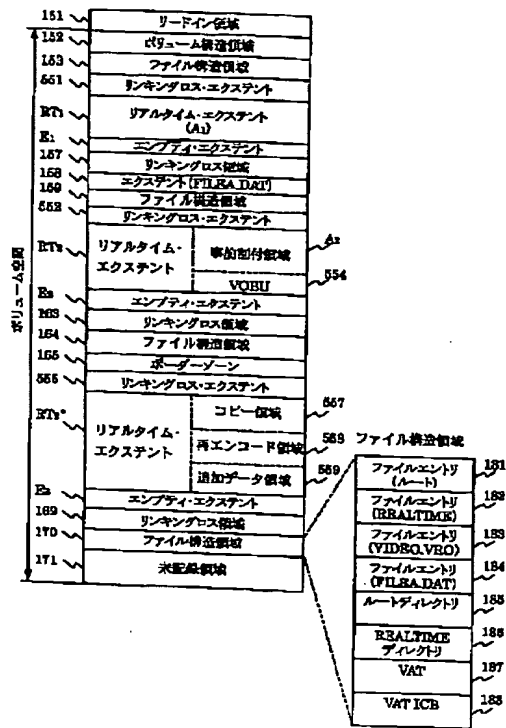 151 リードイン領域
152 ボリューム構造領域
153 ファイル構造領域
551 リンキングロス・エクステント
RT1 リアルタイム・エクステント
(A1)
E1 エンプティ・エクステント
157 リンキングロス領域
158 エクステント(FILEA.DAT)
159 ファイル構造領域
552 リンキングロス・エクステント
RT2 リアルタイム・
エクステント
事前割付領域 A2
VOBU 554
E2 エンプティ・エクステント
163 リンキングロス領域
164 ファイル構造領域
165 ボーダーゾーン
555 リンキングロス・エクステント
RT3* リアルタイム・
エクステント
コピー領域 557
再エンコード領域 558
追加データ領域 559
E3 エンプティ・エクステント
169 リンキングロス領域
170 ファイル構造領域
171 未記録領域
ボリューム空間
ファイル構造領域
ファイルエントリ
(ルート) 181
ファイルエントリ
(REALTIME) 182
ファイルエントリ
(VIDEO.VRO) 183
ファイルエントリ
(FILEA.DAT) 184
ルートディレクトリ 185
REALTIME
ディレクトリ 186
VAT 187
VAT ICB 188